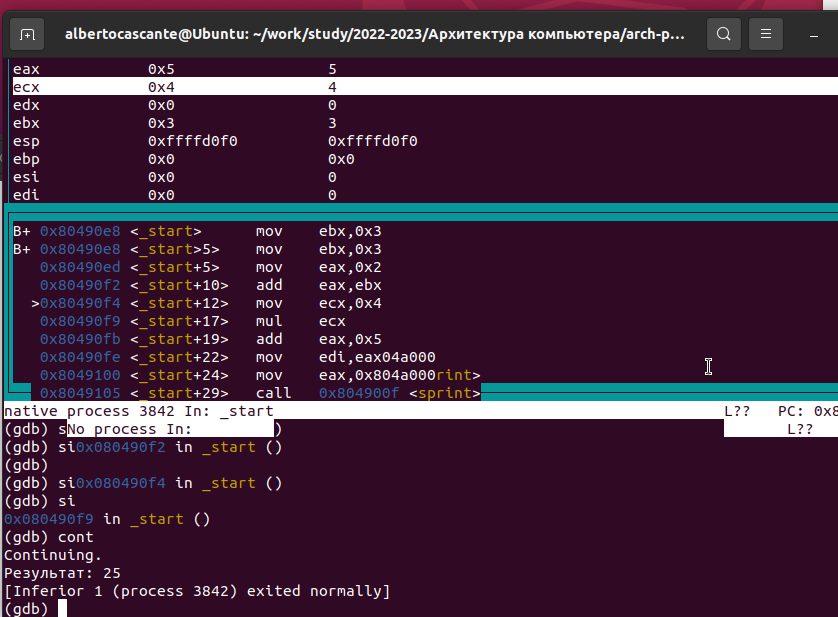 albertocascante@Ubuntu: ~/work/study/2022-2023/Архитектура компьютера/arch-p...
eax 0x5 5
ecx 0x4 4
edx 0x0 0
ebx 0x3 3
esp 0xffffd0f0 0xffffd0f0
ebp 0x0 0x0
esi 0x0 0
edi 0x0 0
B+ 0x80490e8 <_start> mov ebx,0x3
B+ 0x80490e8 <_start>5> mov ebx,0x3
0x80490ed <_start+5> mov eax,0x2
0x80490f2 <_start+10> add eax,ebx
>0x80490f4 <_start+12> mov ecx,0x4
0x80490f9 <_start+17> mul ecx
0x80490fb <_start+19> add eax,0x5
0x80490fe <_start+22> mov edi,eax04a000
0x8049100 <_start+24> mov eax,0x804a000rint>
0x8049105 <_start+29> call 0x804900f <sprint>
native process 3842 In: _start L?? PC: 0x8
(gdb) sNo process In: ) L??
(gdb) si0x080490f2 in _start ()
(gdb)
(gdb) si0x080490f4 in _start ()
(gdb) si
0x080490f9 in _start ()
(gdb) cont
Continuing.
Результат: 25
[Inferior 1 (process 3842) exited normally]
(gdb)